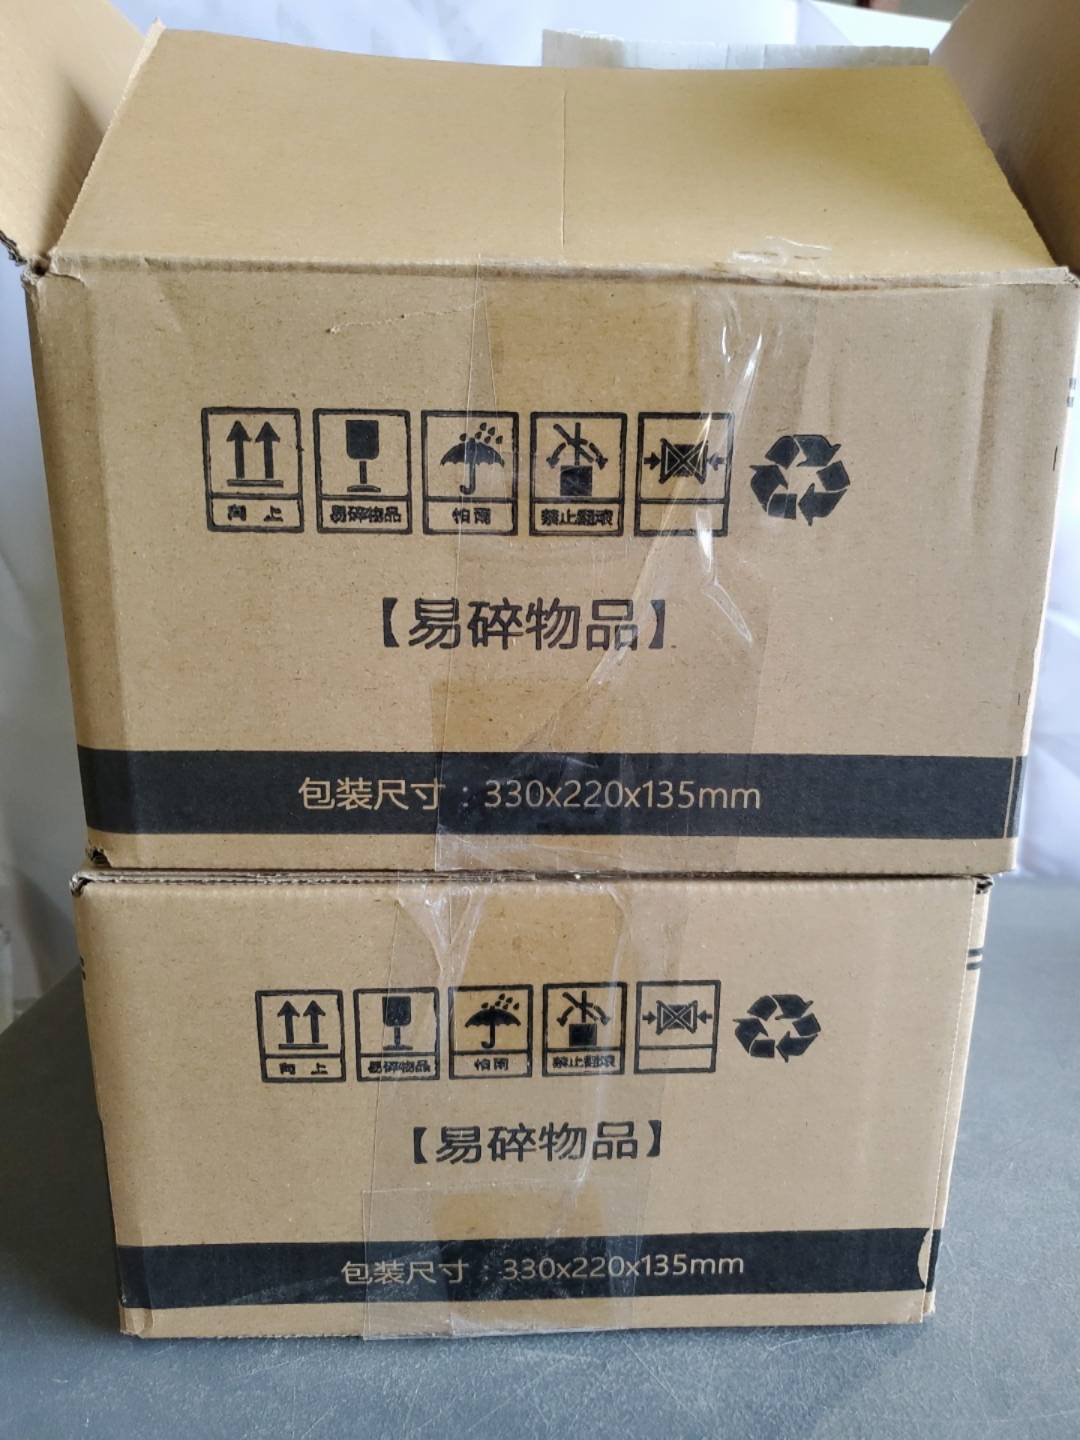 向 上
易碎物品
怕雨
禁止翻滚
【易碎物品】
包装尺寸：330x220x135mm
向 上
易碎物品
怕雨
禁止翻滚
【易碎物品】
包装尺寸：330x220x135mm